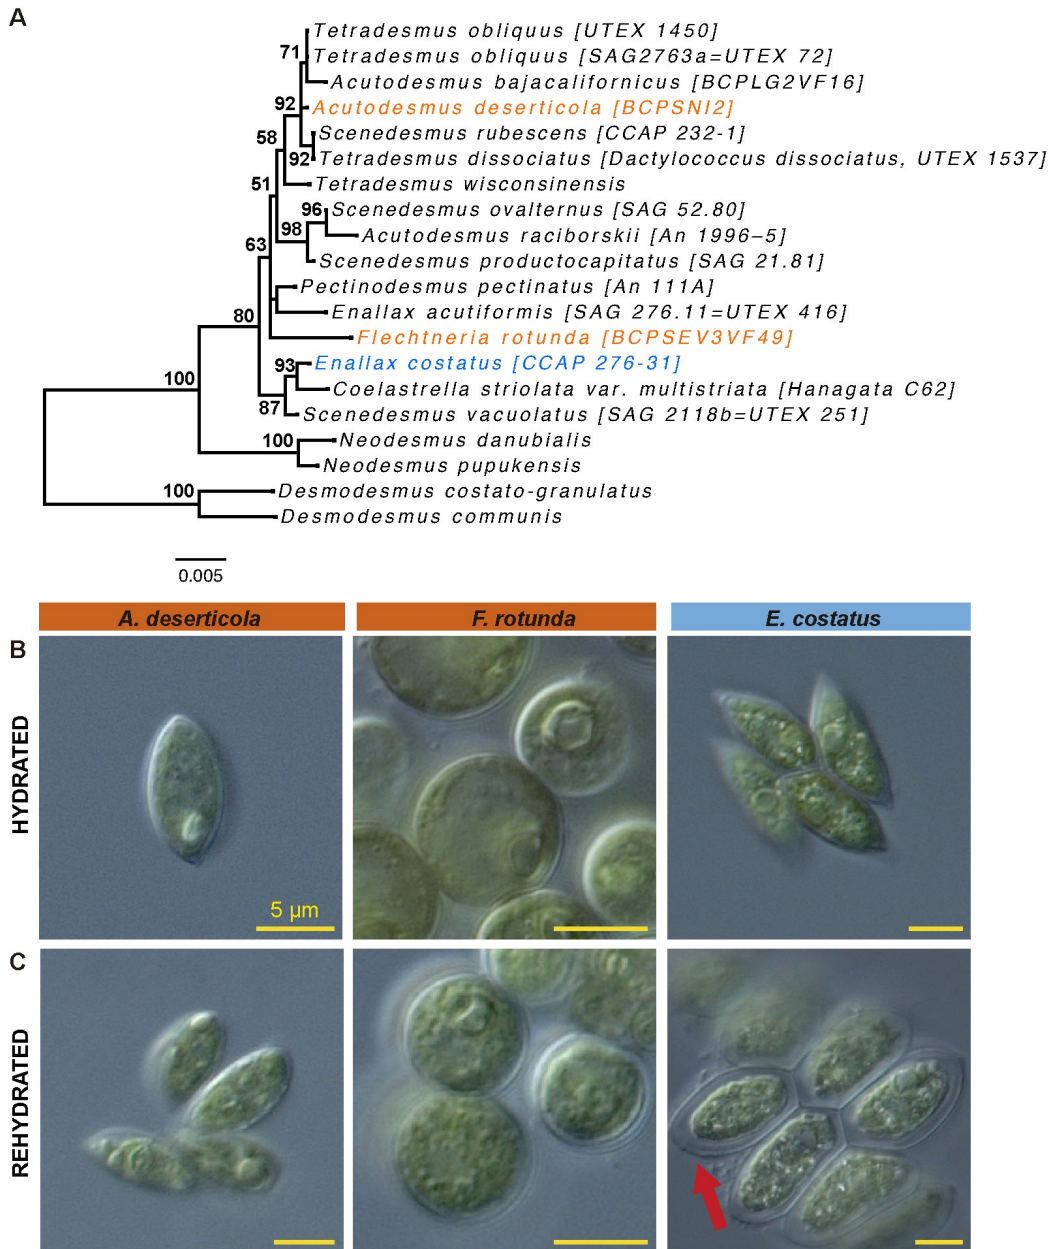 A
Tetradesmus obliquus [UTEX 1450]
71
Tetradesmus obliquus [SAG2763a=UTEX 72]
Acutodesmus bajacalifornicus [BCPLG2VF16]
92
Acutodesmus deserticola [BCPSNI2]
58
Scenedesmus rubescens [CCAP 232-1]
92
Tetradesmus dissociatus [Dactylococcus dissociatus, UTEX 1537]
51
Tetradesmus wisconsinensis
96
Scenedesmus ovalternus [SAG 52.80]
98
Acutodesmus raciborskii [An 1996–5]
63
Scenedesmus productocapitatus [SAG 21.81]
Pectinodesmus pectinatus [An 111A]
80
Enallax acutiformis [SAG 276.11=UTEX 416]
Flechtneria rotunda [BCPSEV3VF49]
93
Enallax costatus [CCAP 276-31]
100
Coelastrella striolata var. multistriata [Hanagata C62]
87
Scenedesmus vacuolatus [SAG 2118b=UTEX 251]
100
Neodesmus danubialis
Neodesmus pupukensis
100
Desmodesmus costato-granulatus
Desmodesmus communis
0.005
A. deserticola
F. rotunda
E. costatus
B
HYDRATED
5 µm
C
REHYDRATED